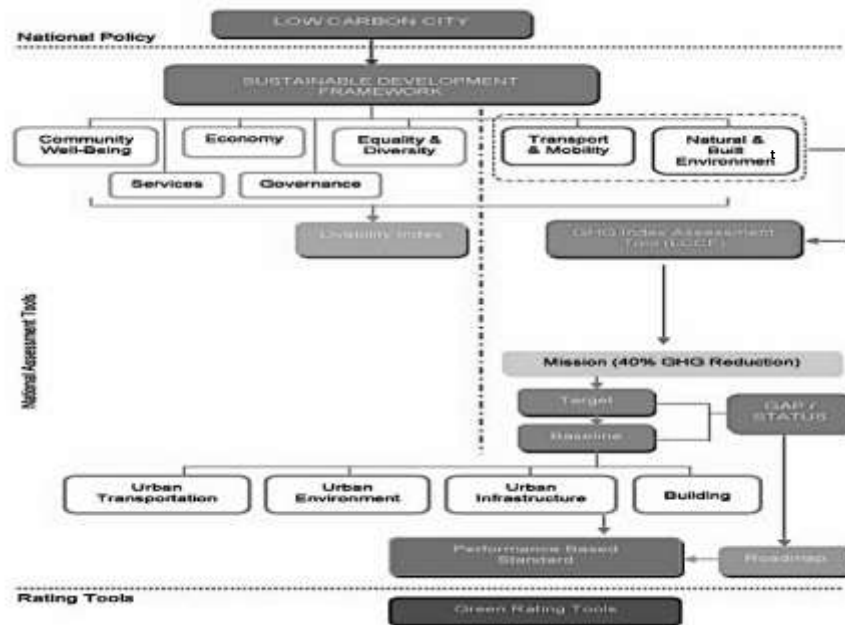 LOW CARBON CITY
National Policy
SUSTAINABLE DEVELOPMENT
FRAMEWORK
Community
Well-Being
Economy
Equality &
Diversity
Transport
& Mobility
Natural &
Built
Environment
Services
Governance
Livability Index
GHG Index Assessment
Tool (LCCF)
National Assessment Tools
Mission (40% GHG Reduction)
Target
GAP /
STATUS
Baseline
Urban
Transportation
Urban
Environment
Urban
Infrastructure
Building
Performance Based
Standard
Roadmap
Rating Tools
Green Rating Tools